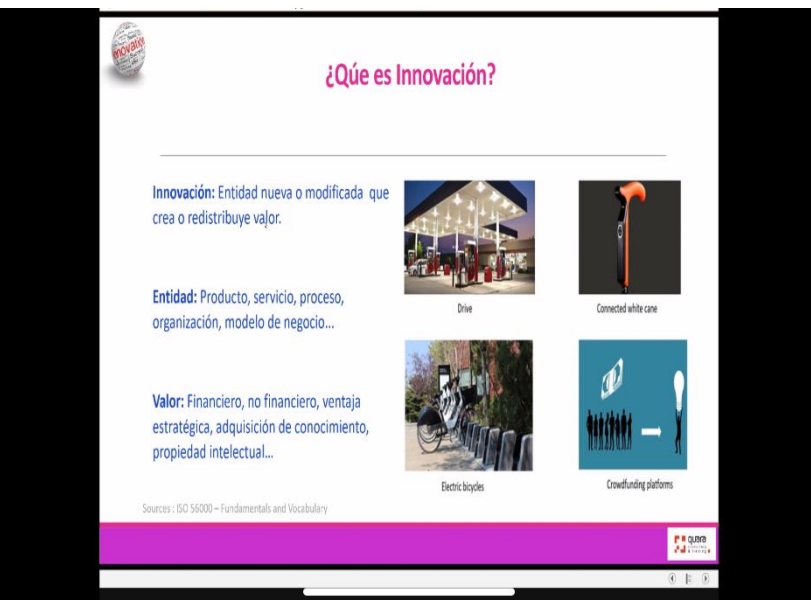 ¿Qúe es Innovación?
Innovación: Entidad nueva o modificada que
crea o redistribuye valor.
Entidad: Producto, servicio, proceso,
organización, modelo de negocio...
Valor: Financiero, no financiero, ventaja
estratégica, adquisición de conocimiento,
propiedad intelectual...
Drive
Connected white cane
Electric bicycles
Crowdfunding platforms
Sources : ISO 56000 – Fundamentals and Vocabulary